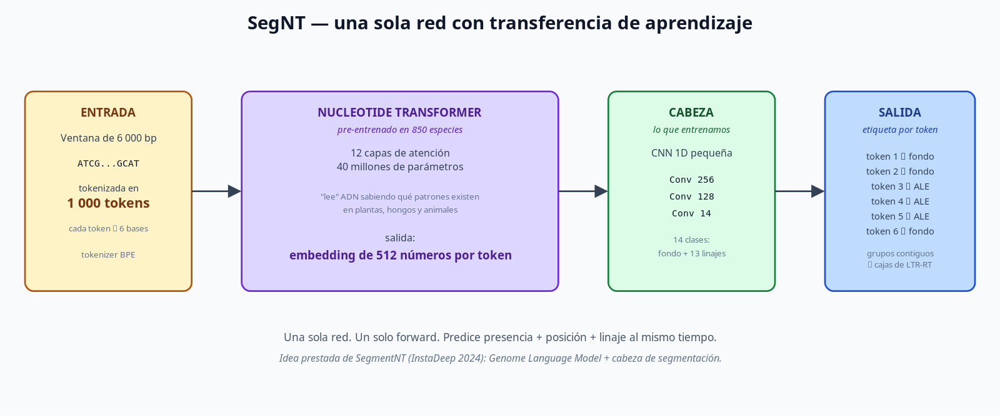 SegNT — una sola red con transferencia de aprendizaje
ENTRADA
Ventana de 6 000 bp
ATCG...GCAT
tokenizada en
1 000 tokens
cada token 6 bases
tokenizer BPE
NUCLEOTIDE TRANSFORMER
pre-entrenado en 850 especies
12 capas de atención
40 millones de parámetros
"lee" ADN sabiendo qué patrones existen
en plantas, hongos y animales
salida:
embedding de 512 números por token
CABEZA
lo que entrenamos
CNN 1D pequeña
Conv 256
Conv 128
Conv 14
14 clases:
fondo + 13 linajes
SALIDA
etiqueta por token
token 1 fondo
token 2 fondo
token 3 ALE
token 4 ALE
token 5 ALE
token 6 fondo
grupos contiguos
cajas de LTR-RT
Una sola red. Un solo forward. Predice presencia + posición + linaje al mismo tiempo.
Idea prestada de SegmentNT (InstaDeep 2024): Genome Language Model + cabeza de segmentación.